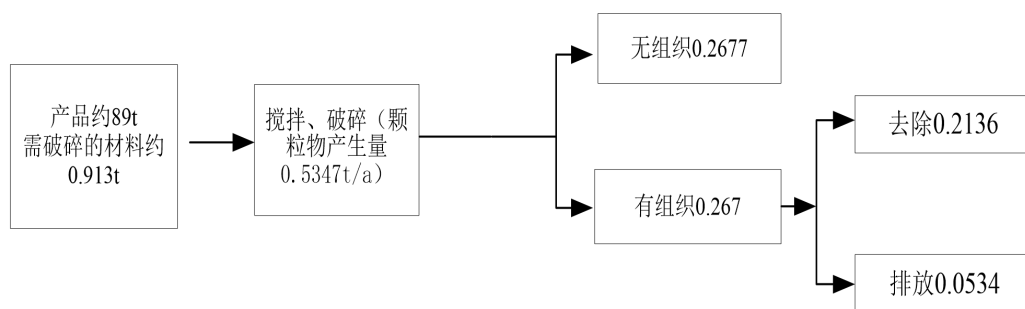 产品约89t
需破碎的材料约
0.913t
搅拌、破碎（颗
粒物产生量
0.5347t/a）
无组织0.2677
有组织0.267
去除0.2136
排放0.0534